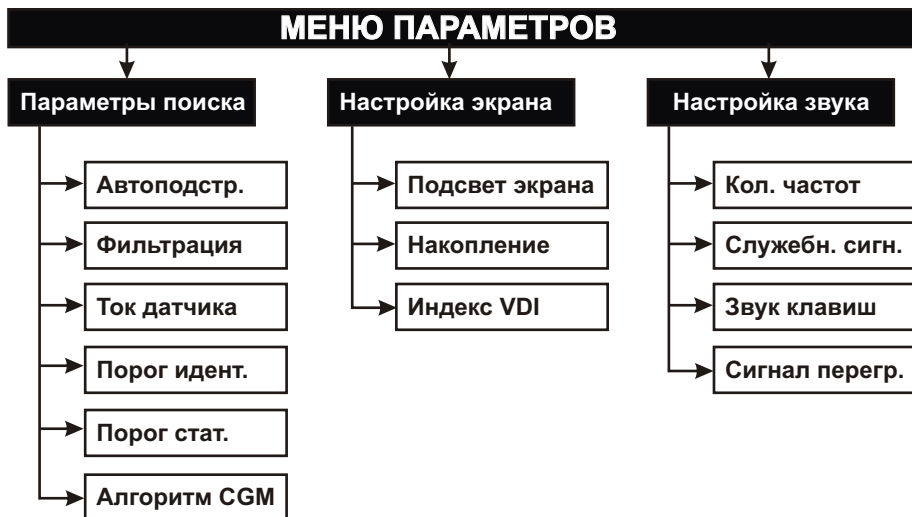 МЕНЮ ПАРАМЕТРОВ
Параметры поиска
Автоподстр.
Фильтрация
Ток датчика
Порог идент.
Порог стат.
Алгоритм CGM
Настройка экрана
Подсвет экрана
Накопление
Индекс VDI
Настройка звука
Кол. частот
Служебн. сигн.
Звук клавиш
Сигнал перегр.